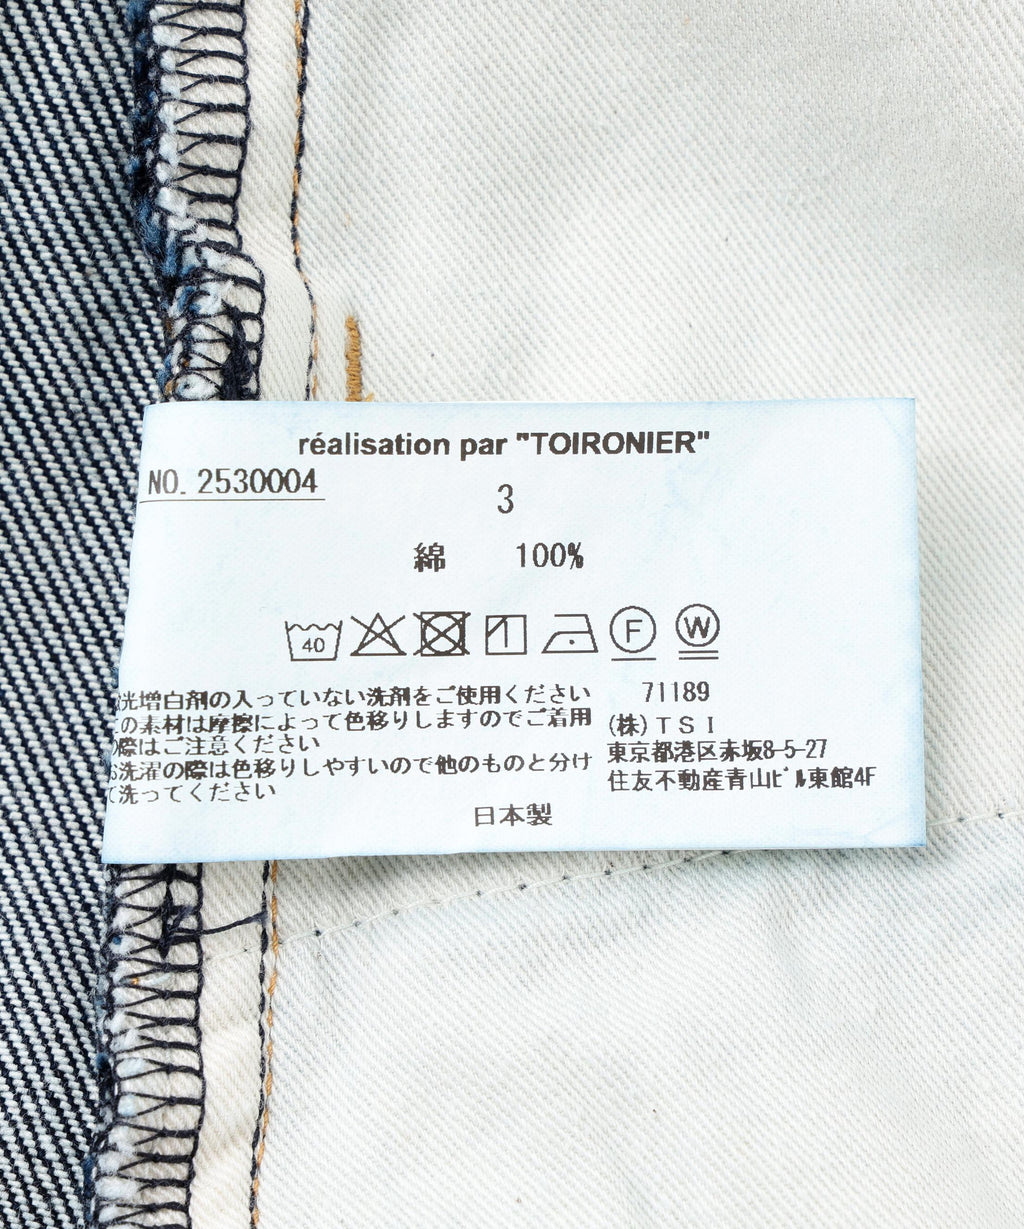 réalisation par "TOIRONIER"
NO. 2530004
3
綿 100%
40
F
W
光増白剤の入っていない洗剤をご使用ください
の素材は摩擦によって色移りしますのでご着用
の際はご注意ください
お洗濯の際は色移りしやすいので他のものと分け
て洗ってください
71189
(株)TSI
東京都港区赤坂8-5-27
住友不動産青山ﾋﾞﾙ東館4F
日本製